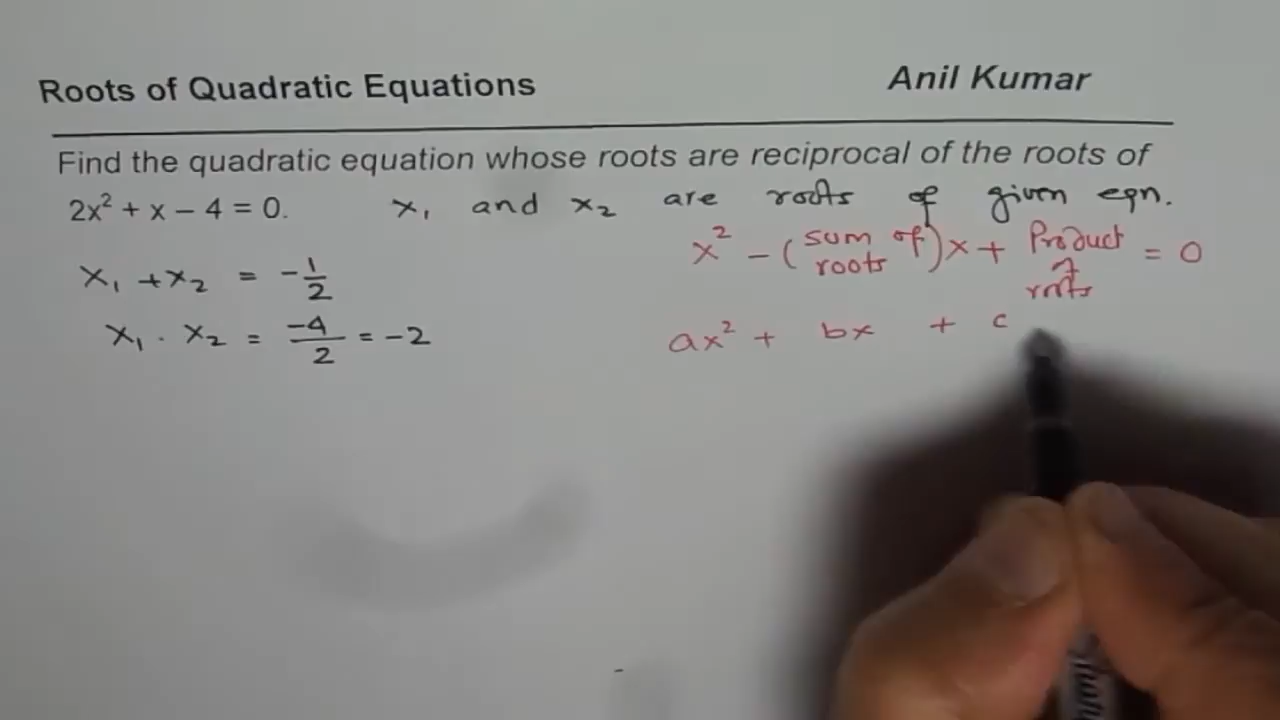 Roots of Quadratic Equations Anil Kumar
Find the quadratic equation whose roots are reciprocal of the roots of
2x² + x – 4 = 0. x₁ and x₂ are roots of given eqn.
x² - (sum of roots)x + Product of roots = 0
x₁ + x₂ = -1/2
x₁ · x₂ = -4/2 = -2
ax² + bx + c